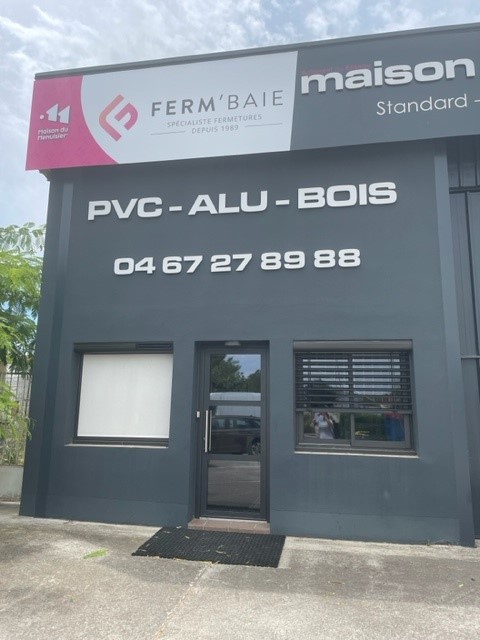 Maison du
Menuisier
FERM'BAIE
SPÉCIALISTE FERMETURES
DEPUIS 1989
maison
Standard -
PVC - ALU - BOIS
04 67 27 89 88